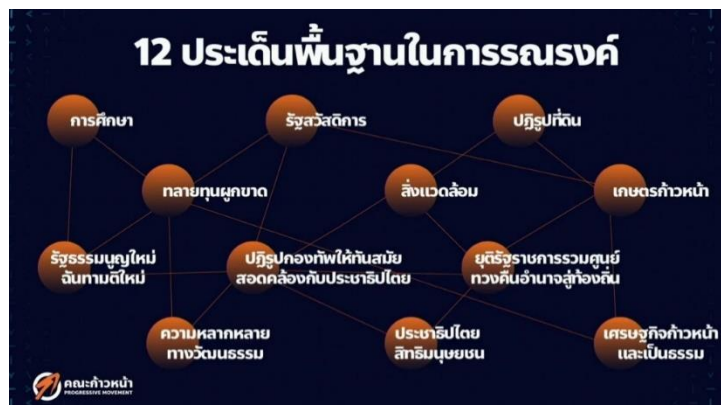 12 ประเด็นพื้นฐานในการรณรงค์
การศึกษา
รัฐสวัสดิการ
ปฏิรูปที่ดิน
ทลายทุนผูกขาด
สิ่งแวดล้อม
เกษตรก้าวหน้า
รัฐธรรมนูญใหม่
ฉันทามติใหม่
ปฏิรูปกองทัพให้ทันสมัย
สอดคล้องกับประชาธิปไตย
ยุติรัฐราชการรวมศูนย์
ทวงคืนอำนาจสู่ท้องถิ่น
ความหลากหลาย
ทางวัฒนธรรม
ประชาธิปไตย
สิทธิมนุษยชน
เศรษฐกิจก้าวหน้า
และเป็นธรรม
คณะก้าวหน้า
PROGRESSIVE MOVEMENT